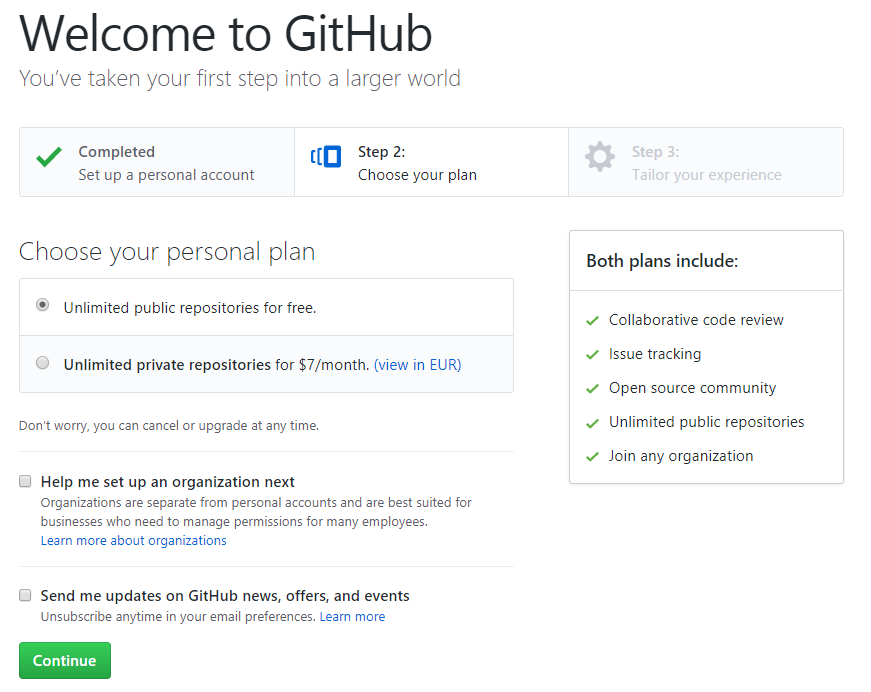 Welcome to GitHub
You’ve taken your first step into a larger world
Completed
Set up a personal account
Step 2:
Choose your plan
Step 3:
Tailor your experience
Choose your personal plan
Unlimited public repositories for free.
Unlimited private repositories for $7/month. (view in EUR)
Don’t worry, you can cancel or upgrade at any time.
Help me set up an organization next
Organizations are separate from personal accounts and are best suited for
businesses who need to manage permissions for many employees.
Learn more about organizations
Send me updates on GitHub news, offers, and events
Unsubscribe anytime in your email preferences. Learn more
Continue
Both plans include:
Collaborative code review
Issue tracking
Open source community
Unlimited public repositories
Join any organization